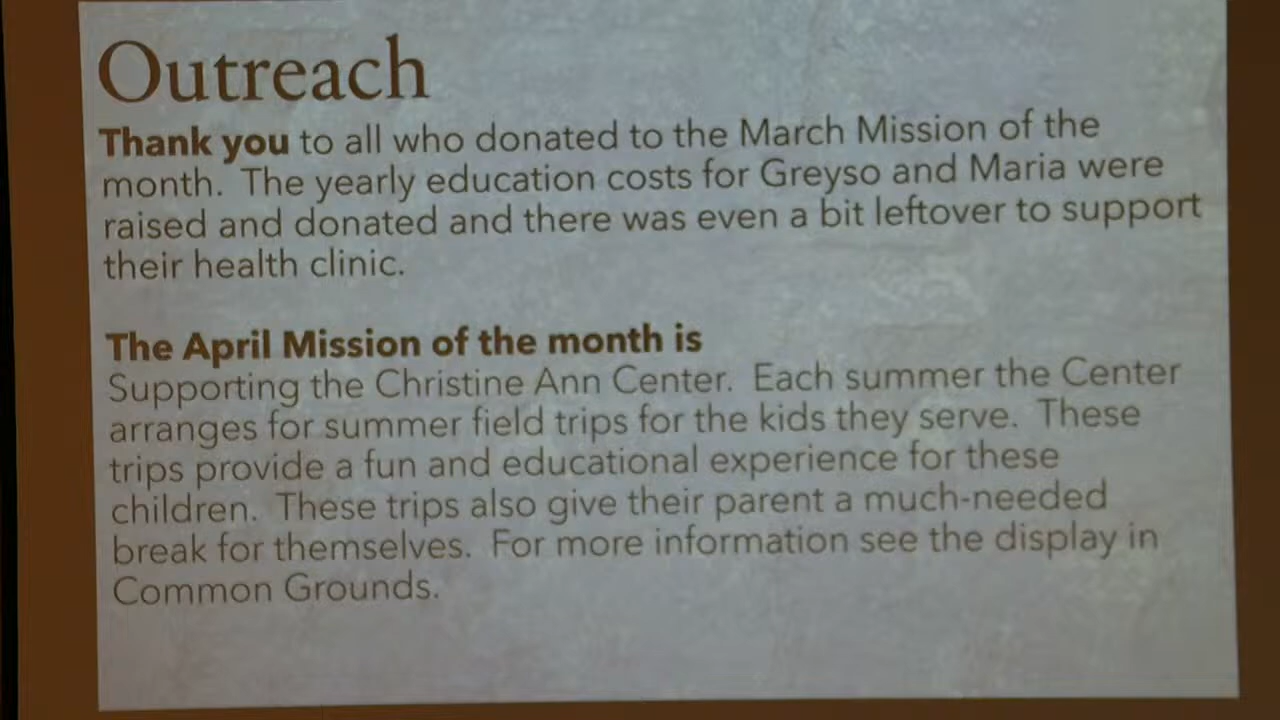 Outreach
Thank you to all who donated to the March Mission of the
month. The yearly education costs for Greyso and Maria were
raised and donated and there was even a bit leftover to support
their health clinic.
The April Mission of the month is
Supporting the Christine Ann Center. Each summer the Center
arranges for summer field trips for the kids they serve. These
trips provide a fun and educational experience for these
children. These trips also give their parent a much-needed
break for themselves. For more information see the display in
Common Grounds.